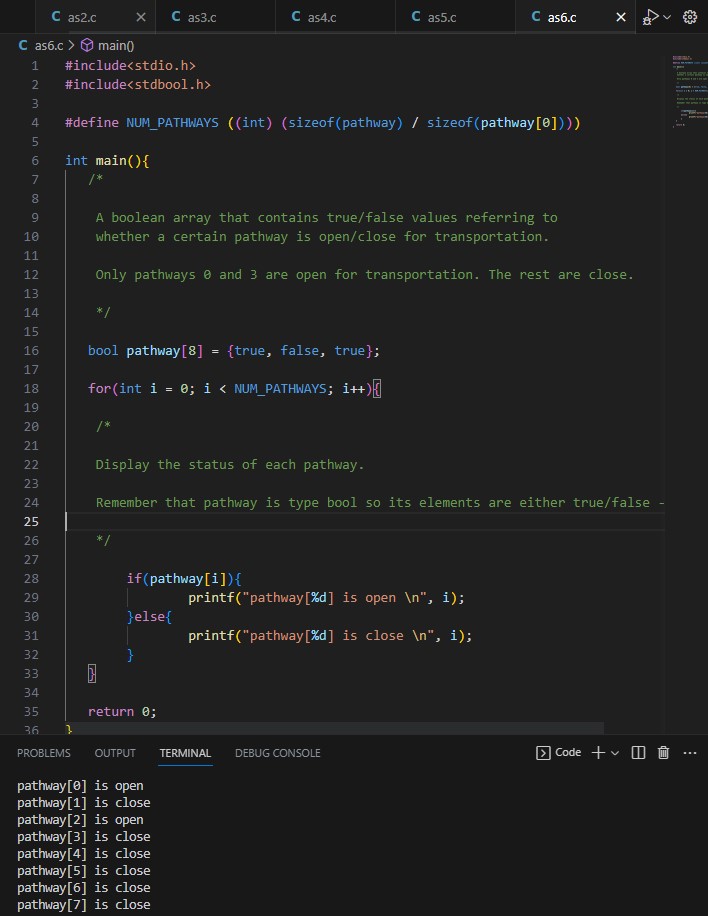 as2.c as3.c as4.c as5.c as6.c
as6.c > main()
1 #include<stdio.h>
2 #include<stdbool.h>
3
4 #define NUM_PATHWAYS ((int) (sizeof(pathway) / sizeof(pathway[0])))
5
6 int main(){
7 /*
8
9 A boolean array that contains true/false values referring to
10 whether a certain pathway is open/close for transportation.
11
12 Only pathways 0 and 3 are open for transportation. The rest are close.
13
14 */
15
16 bool pathway[8] = {true, false, true};
17
18 for(int i = 0; i < NUM_PATHWAYS; i++){
19
20 /*
21
22 Display the status of each pathway.
23
24 Remember that pathway is type bool so its elements are either true/false -
25
26 */
27
28 if(pathway[i]){
29 printf("pathway[%d] is open \n", i);
30 }else{
31 printf("pathway[%d] is close \n", i);
32 }
33 }
34
35 return 0;
36 }
PROBLEMS OUTPUT TERMINAL DEBUG CONSOLE Code
pathway[0] is open
pathway[1] is close
pathway[2] is open
pathway[3] is close
pathway[4] is close
pathway[5] is close
pathway[6] is close
pathway[7] is close